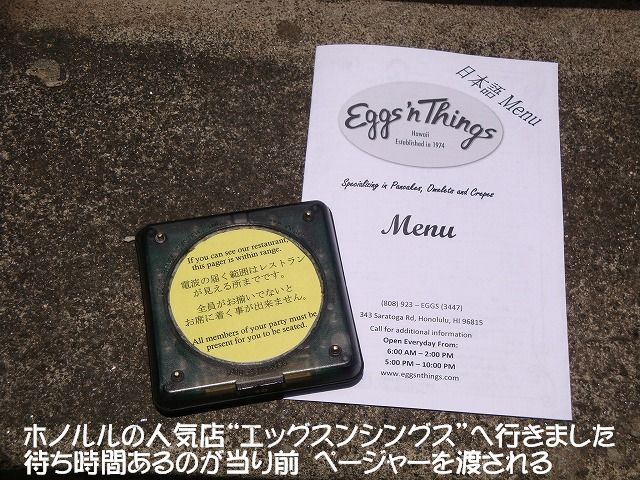 日本語 Menu
Eggs'n Things
Hawaii
Established in 1974
Specializing in Pancakes, Omelets and Crepes
Menu
(808) 923 – EGGS (3447)
343 Saratoga Rd, Honolulu, HI 96815
Call for additional information
Open Everyday From:
6:00 AM – 2:00 PM
5:00 PM – 10:00 PM
www.eggsnthings.com
If you can see our restaurant,
this pager is within range.
電波の届く範囲はレストラン
が見える所までです。
全員がお揃いでないと
お席に着く事が出来ません。
All members of your party must be
present for you to be seated.
ホノルルの人気店“エッグスンシングス”へ行きました
待ち時間あるのが当り前 ページャーを渡される